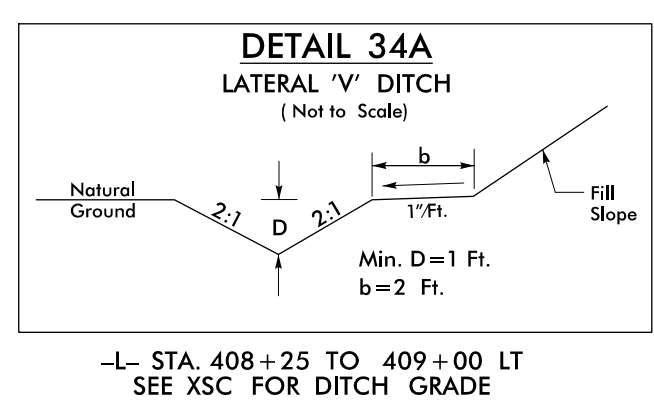 DETAIL 34A
LATERAL 'V' DITCH
( Not to Scale)
b
Natural
Ground
2:1
D
2:1
1"/Ft.
Fill
Slope
Min. D=1 Ft.
b=2 Ft.
-L- STA. 408+25 TO 409+00 LT
SEE XSC FOR DITCH GRADE